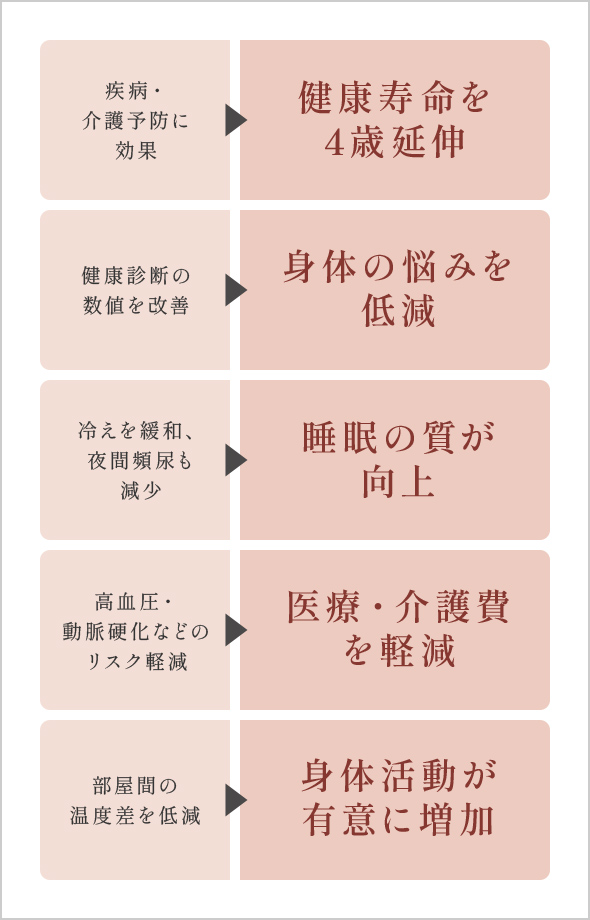 疾病・
介護予防に
効果
健康寿命を
4歳延伸
健康診断の
数値を改善
身体の悩みを
低減
冷えを緩和、
夜間頻尿も
減少
睡眠の質が
向上
高血圧・
動脈硬化などの
リスク軽減
医療・介護費
を軽減
部屋間の
温度差を低減
身体活動が
有意に増加